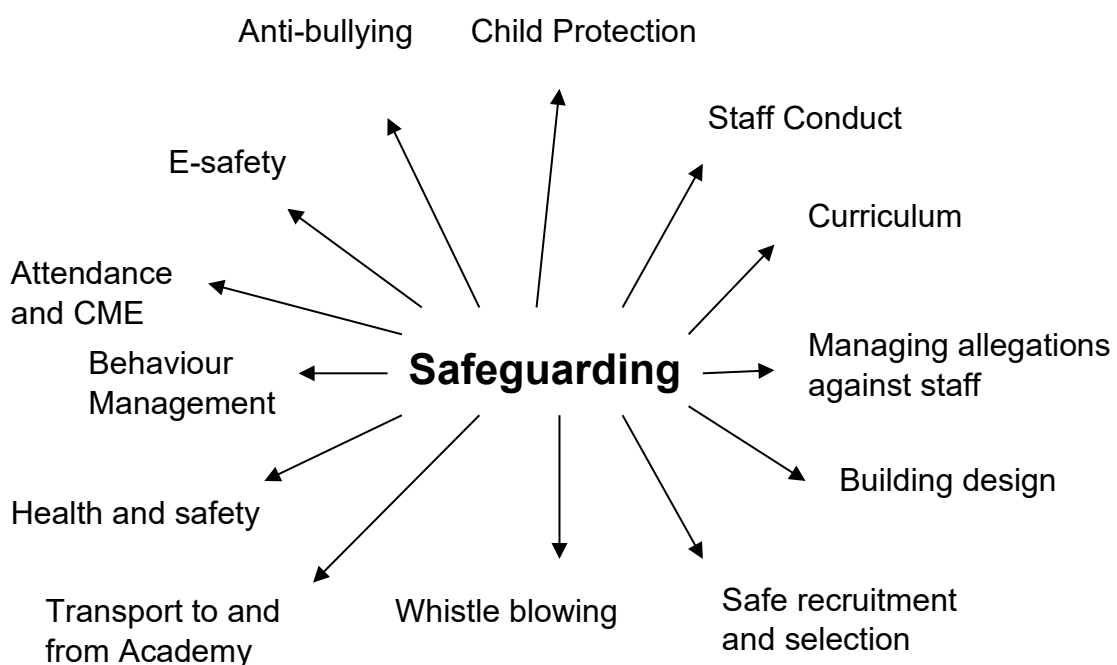 Anti-bullying
Child Protection
Staff Conduct
E-safety
Curriculum
Attendance
and CME
Managing allegations
against staff
Behaviour
Management
Safeguarding
Building design
Health and safety
Transport to and
from Academy
Whistle blowing
Safe recruitment
and selection